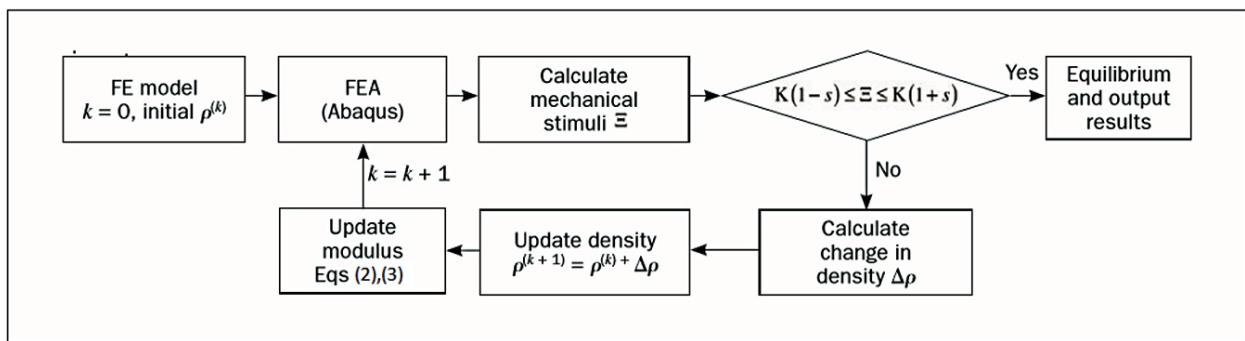 FE model
k = 0, initial ρ^(k)
FEA
(Abaqus)
Calculate
mechanical
stimuli Ξ
K(1−s) ≤ Ξ ≤ K(1+s)
Yes
Equilibrium
and output
results
No
k = k + 1
Update
modulus
Eqs (2),(3)
Update density
ρ^(k + 1) = ρ^(k) + Δρ
Calculate
change in
density Δρ